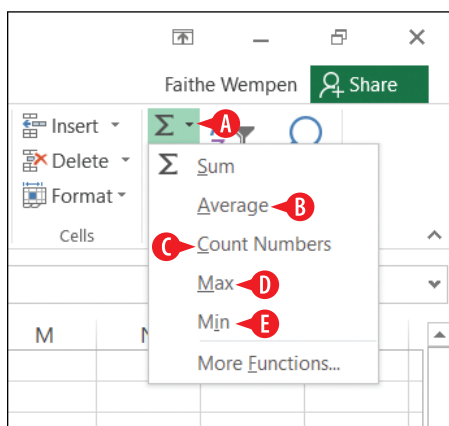 Faithe Wempen Share
Insert Σ A
Delete Σ Sum
Format Average B
Cells C Count Numbers
Max D
Min E
M N
More Functions...